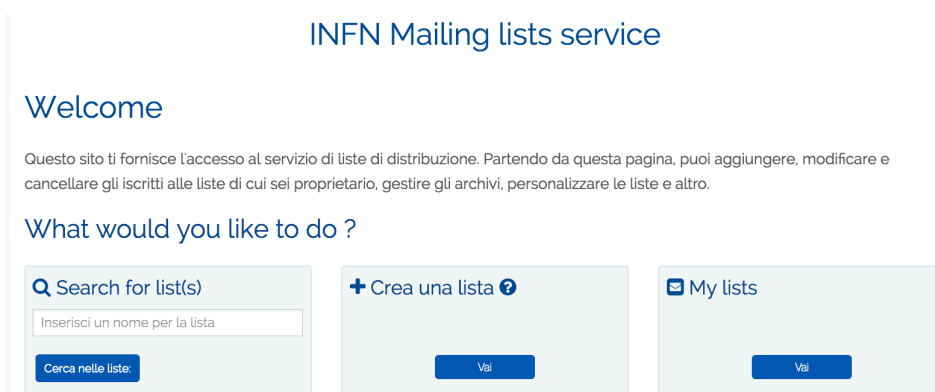 INFN Mailing lists service
Welcome
Questo sito ti fornisce l'accesso al servizio di liste di distribuzione. Partendo da questa pagina, puoi aggiungere, modificare e
cancellare gli iscritti alle liste di cui sei proprietario, gestire gli archivi, personalizzare le liste e altro.
What would you like to do ?
Search for list(s)
Inserisci un nome per la lista
Cerca nelle liste:
Crea una lista
Vai
My lists
Vai